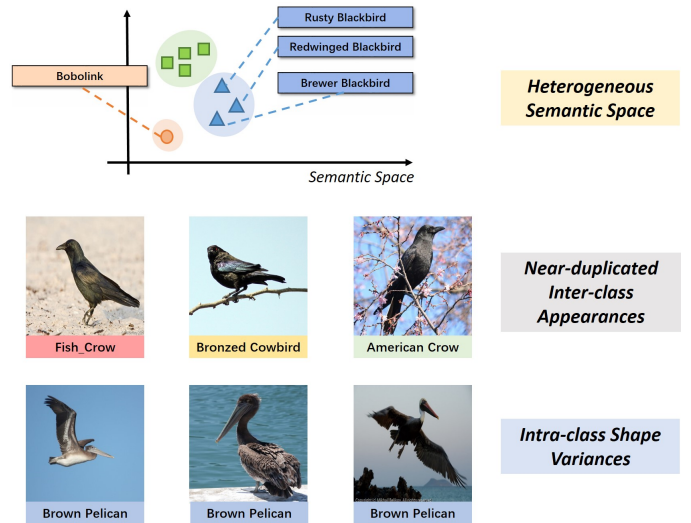 Rusty Blackbird
Redwinged Blackbird
Bobolink
Brewer Blackbird
Heterogeneous
Semantic Space
Semantic Space
Near-duplicated
Inter-class
Appearances
Fish_Crow
Bronzed Cowbird
American Crow
Intra-class Shape
Variances
Brown Pelican
Brown Pelican
Brown Pelican